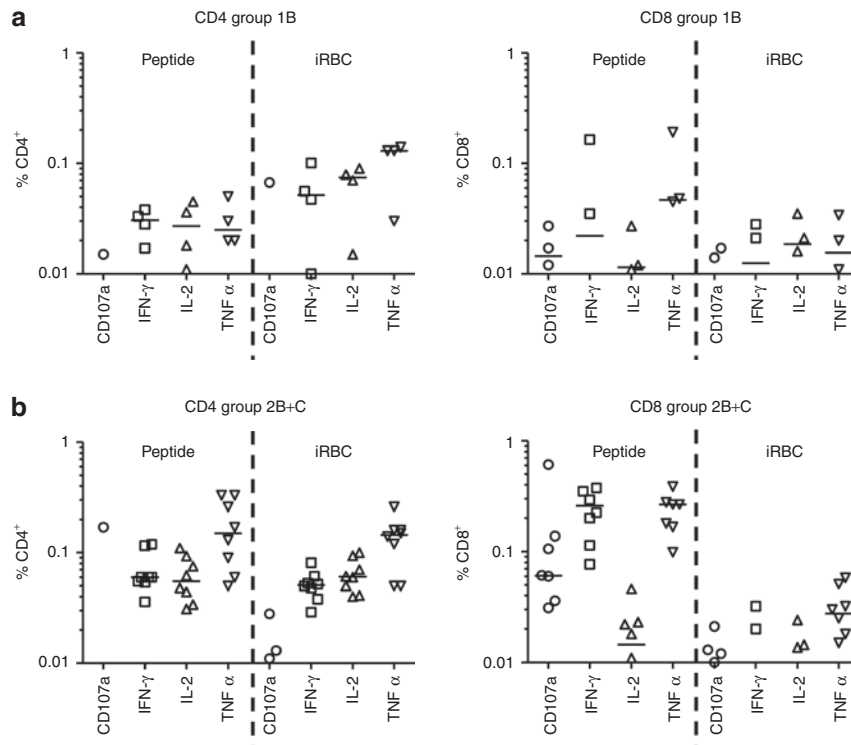 a
CD4 group 1B
CD8 group 1B
1
Peptide
iRBC
% CD4+
0.1
0.01
CD107a
IFN-γ
IL-2
TNF α
CD107a
IFN-γ
IL-2
TNF α
1
Peptide
iRBC
% CD8+
0.1
0.01
CD107a
IFN-γ
IL-2
TNF α
CD107a
IFN-γ
IL-2
TNF α
b
CD4 group 2B+C
CD8 group 2B+C
1
Peptide
iRBC
% CD4+
0.1
0.01
CD107a
IFN-γ
IL-2
TNF α
CD107a
IFN-γ
IL-2
TNF α
1
Peptide
iRBC
% CD8+
0.1
0.01
CD107a
IFN-γ
IL-2
TNF α
CD107a
IFN-γ
IL-2
TNF α